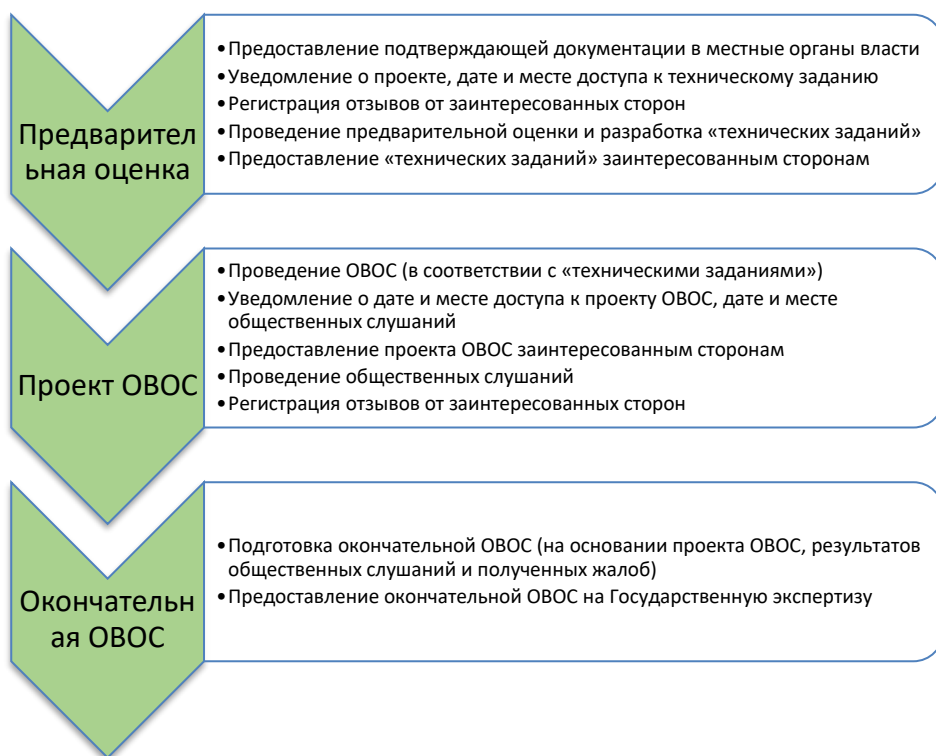 Предварител
ьная оценка
•Предоставление подтверждающей документации в местные органы власти
•Уведомление о проекте, дате и месте доступа к техническому заданию
•Регистрация отзывов от заинтересованных сторон
•Проведение предварительной оценки и разработка «технических заданий»
•Предоставление «технических заданий» заинтересованным сторонам
Проект ОВОС
•Проведение ОВОС (в соответствии с «техническими заданиями»)
•Уведомление о дате и месте доступа к проекту ОВОС, дате и месте
общественных слушаний
•Предоставление проекта ОВОС заинтересованным сторонам
•Проведение общественных слушаний
•Регистрация отзывов от заинтересованных сторон
Окончательн
ая ОВОС
•Подготовка окончательной ОВОС (на основании проекта ОВОС, результатов
общественных слушаний и полученных жалоб)
•Предоставление окончательной ОВОС на Государственную экспертизу